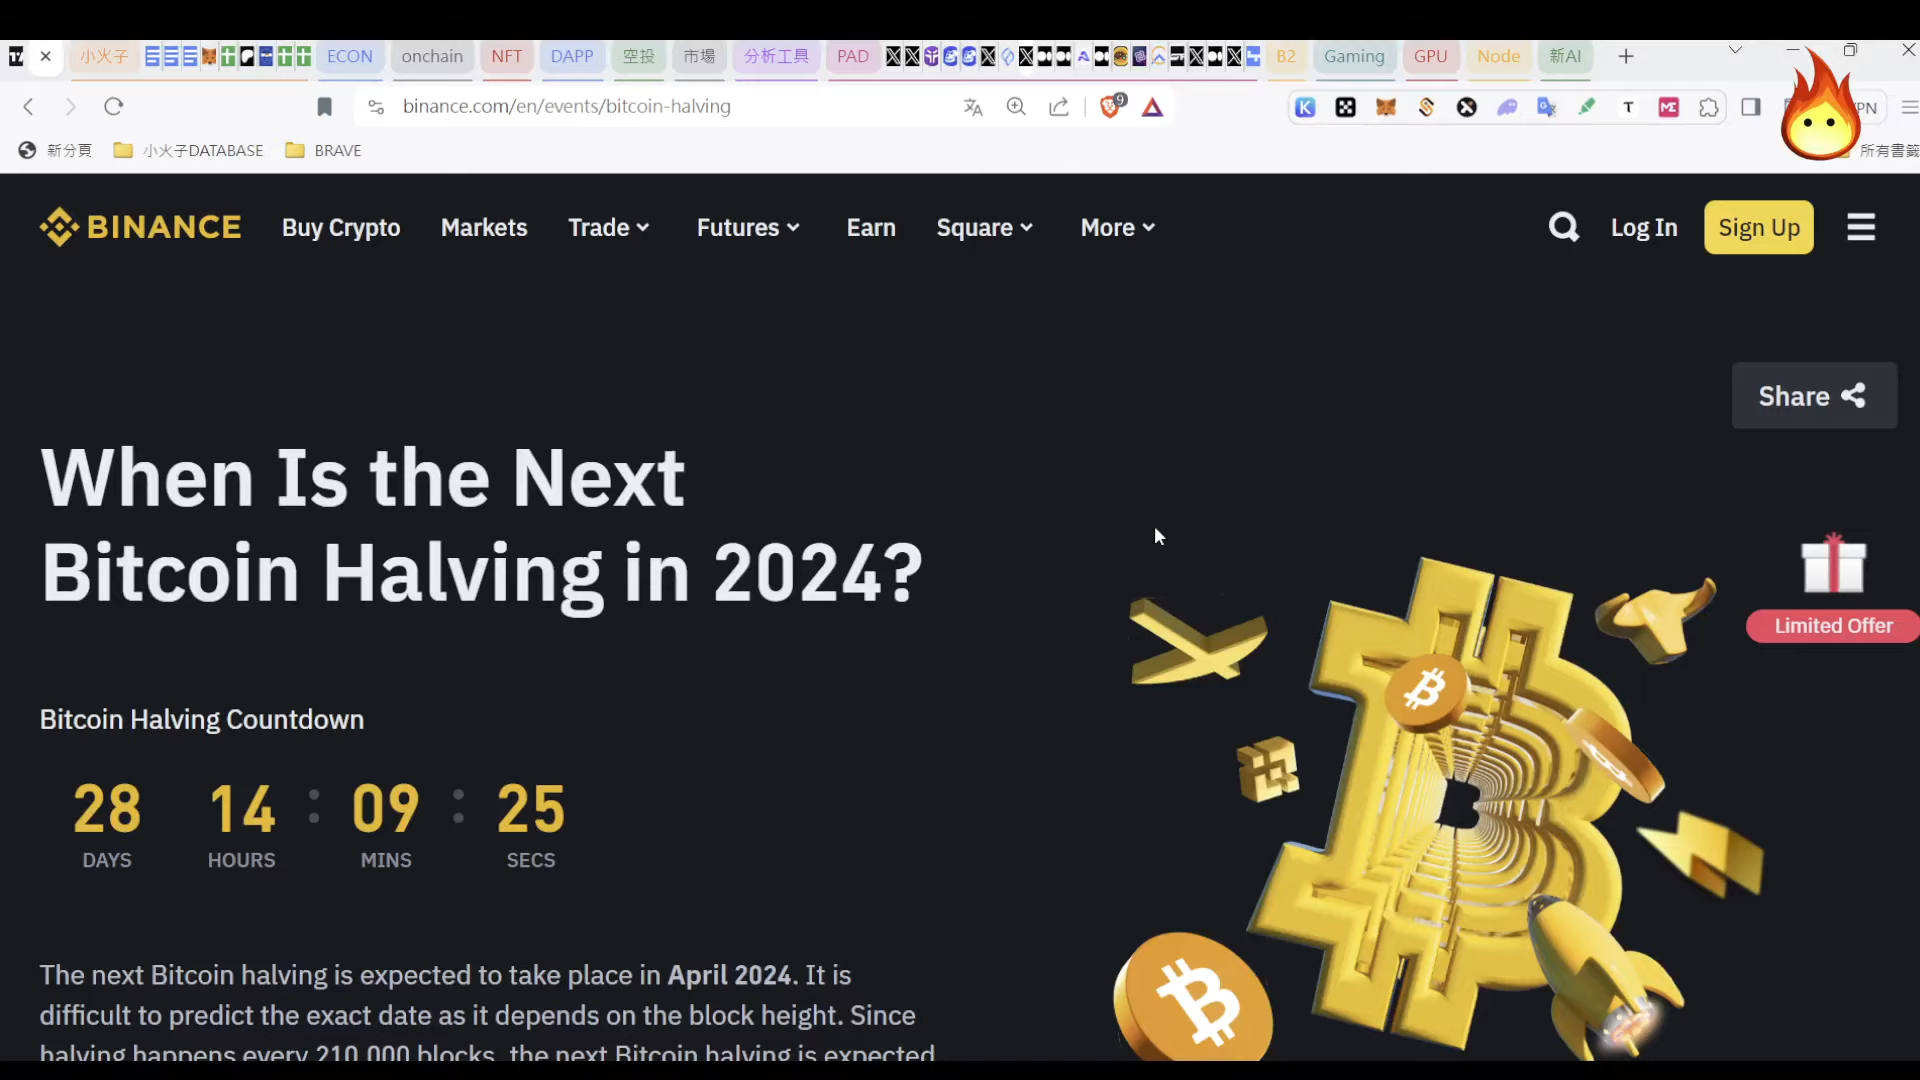 小火子 ECON onchain NFT DAPP 空投 市場 分析工具 PAD B2 Gaming GPU Node 新AI
binance.com/en/events/bitcoin-halving 9 PN
新分頁 小火子DATABASE BRAVE 所有書籤
BINANCE Buy Crypto Markets Trade Futures Earn Square More Log In Sign Up
Share
When Is the Next
Bitcoin Halving in 2024?
Limited Offer
Bitcoin Halving Countdown
28 14 : 09 : 25
DAYS HOURS MINS SECS
The next Bitcoin halving is expected to take place in April 2024. It is
difficult to predict the exact date as it depends on the block height. Since
halving happens every 210,000 blocks, the next Bitcoin halving is expected